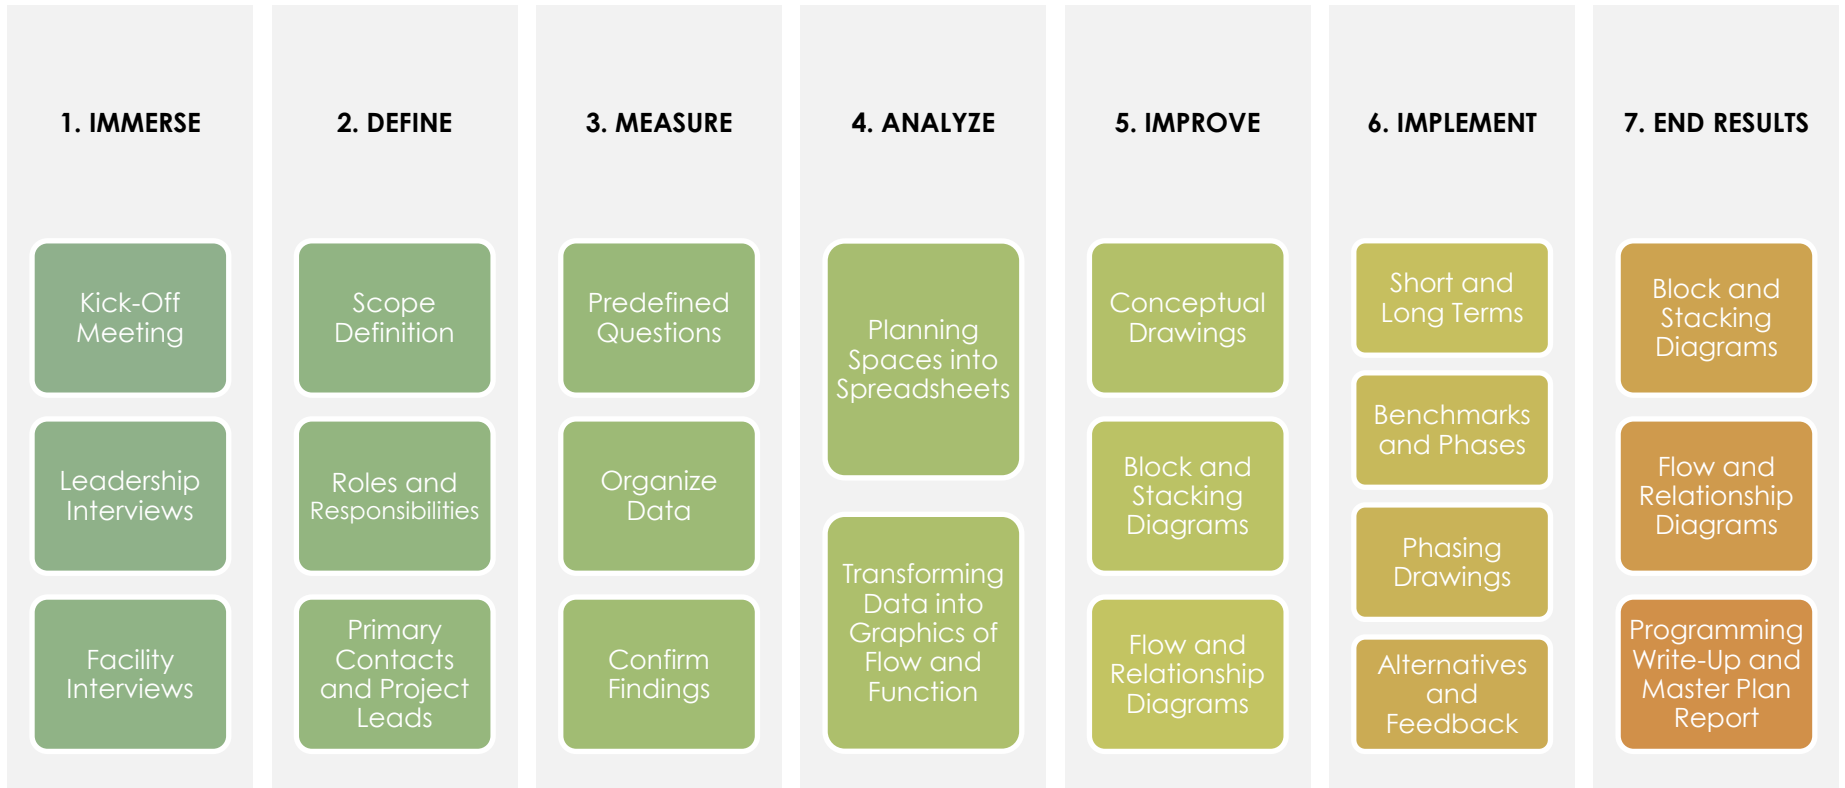 1. IMMERSE
Kick-Off
Meeting
Leadership
Interviews
Facility
Interviews
2. DEFINE
Scope
Definition
Roles and
Responsibilities
Primary
Contacts
and Project
Leads
3. MEASURE
Predefined
Questions
Organize
Data
Confirm
Findings
4. ANALYZE
Planning
Spaces into
Spreadsheets
Transforming
Data into
Graphics of
Flow and
Function
5. IMPROVE
Conceptual
Drawings
Block and
Stacking
Diagrams
Flow and
Relationship
Diagrams
6. IMPLEMENT
Short and
Long Terms
Benchmarks
and Phases
Phasing
Drawings
Alternatives
and
Feedback
7. END RESULTS
Block and
Stacking
Diagrams
Flow and
Relationship
Diagrams
Programming
Write-Up and
Master Plan
Report